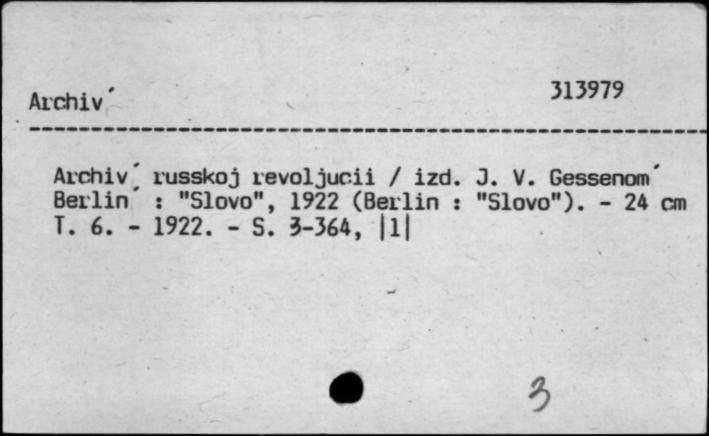 313979
Archiv´
Archiv´ russkoj revoljucii / izd. J. V. Gessenom´
Berlin´ : "Slovo", 1922 (Berlin : "Slovo"). - 24 cm
T. 6. - 1922. - S. 3-364, |1|
3